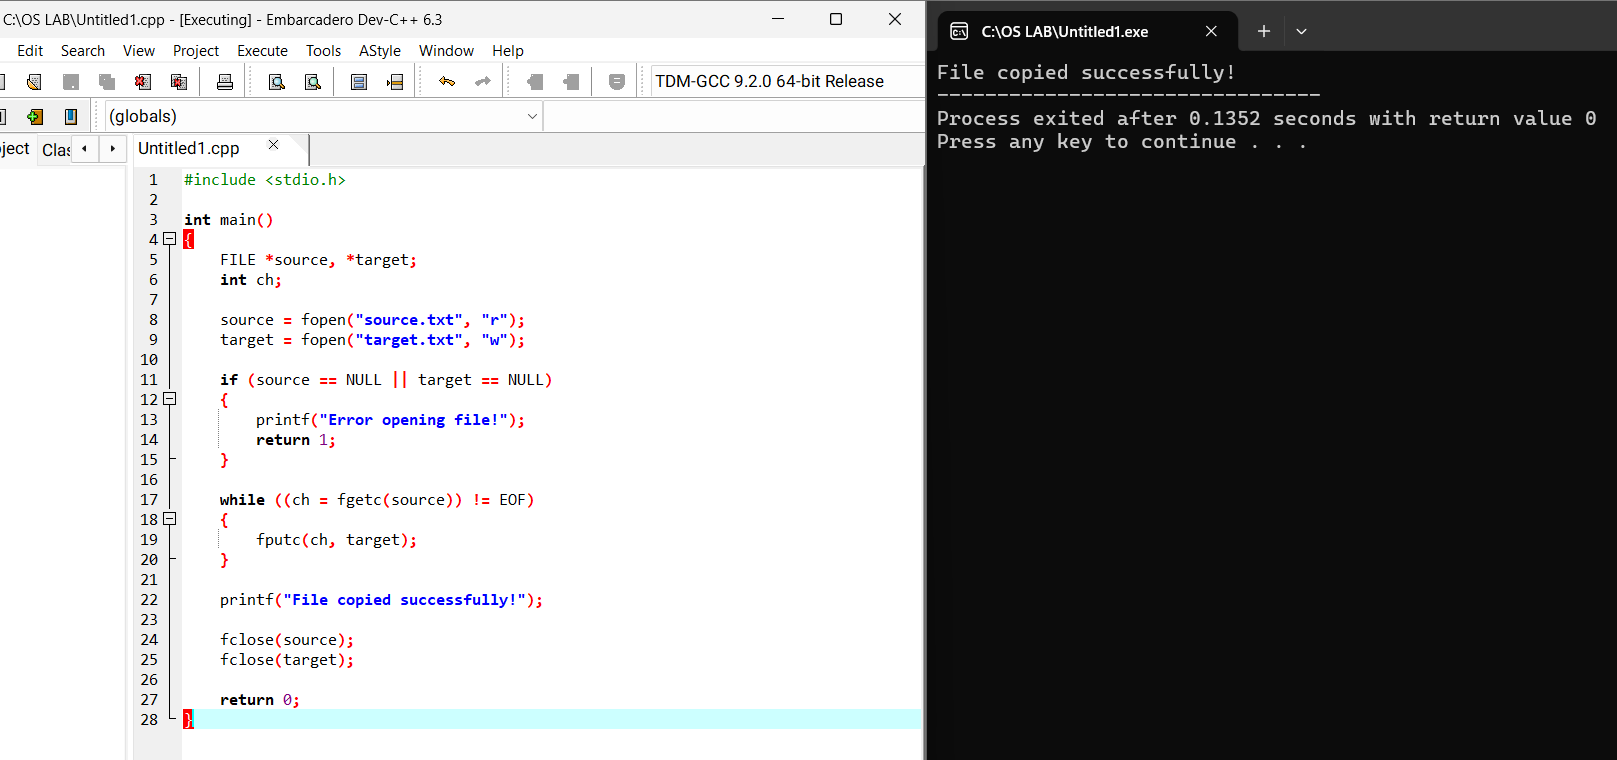 C:\OS LAB\Untitled1.cpp - [Executing] - Embarcadero Dev-C++ 6.3
Edit Search View Project Execute Tools AStyle Window Help
TDM-GCC 9.2.0 64-bit Release
(globals)
ject Clas Untitled1.cpp
1 #include <stdio.h>
2
3 int main()
4 {
5     FILE *source, *target;
6     int ch;
7
8     source = fopen("source.txt", "r");
9     target = fopen("target.txt", "w");
10
11     if (source == NULL || target == NULL)
12     {
13         printf("Error opening file!");
14         return 1;
15     }
16
17     while ((ch = fgetc(source)) != EOF)
18     {
19         fputc(ch, target);
20     }
21
22     printf("File copied successfully!");
23
24     fclose(source);
25     fclose(target);
26
27     return 0;
28 }
C:\OS LAB\Untitled1.exe
File copied successfully!
--------------------------------
Process exited after 0.1352 seconds with return value 0
Press any key to continue . . .